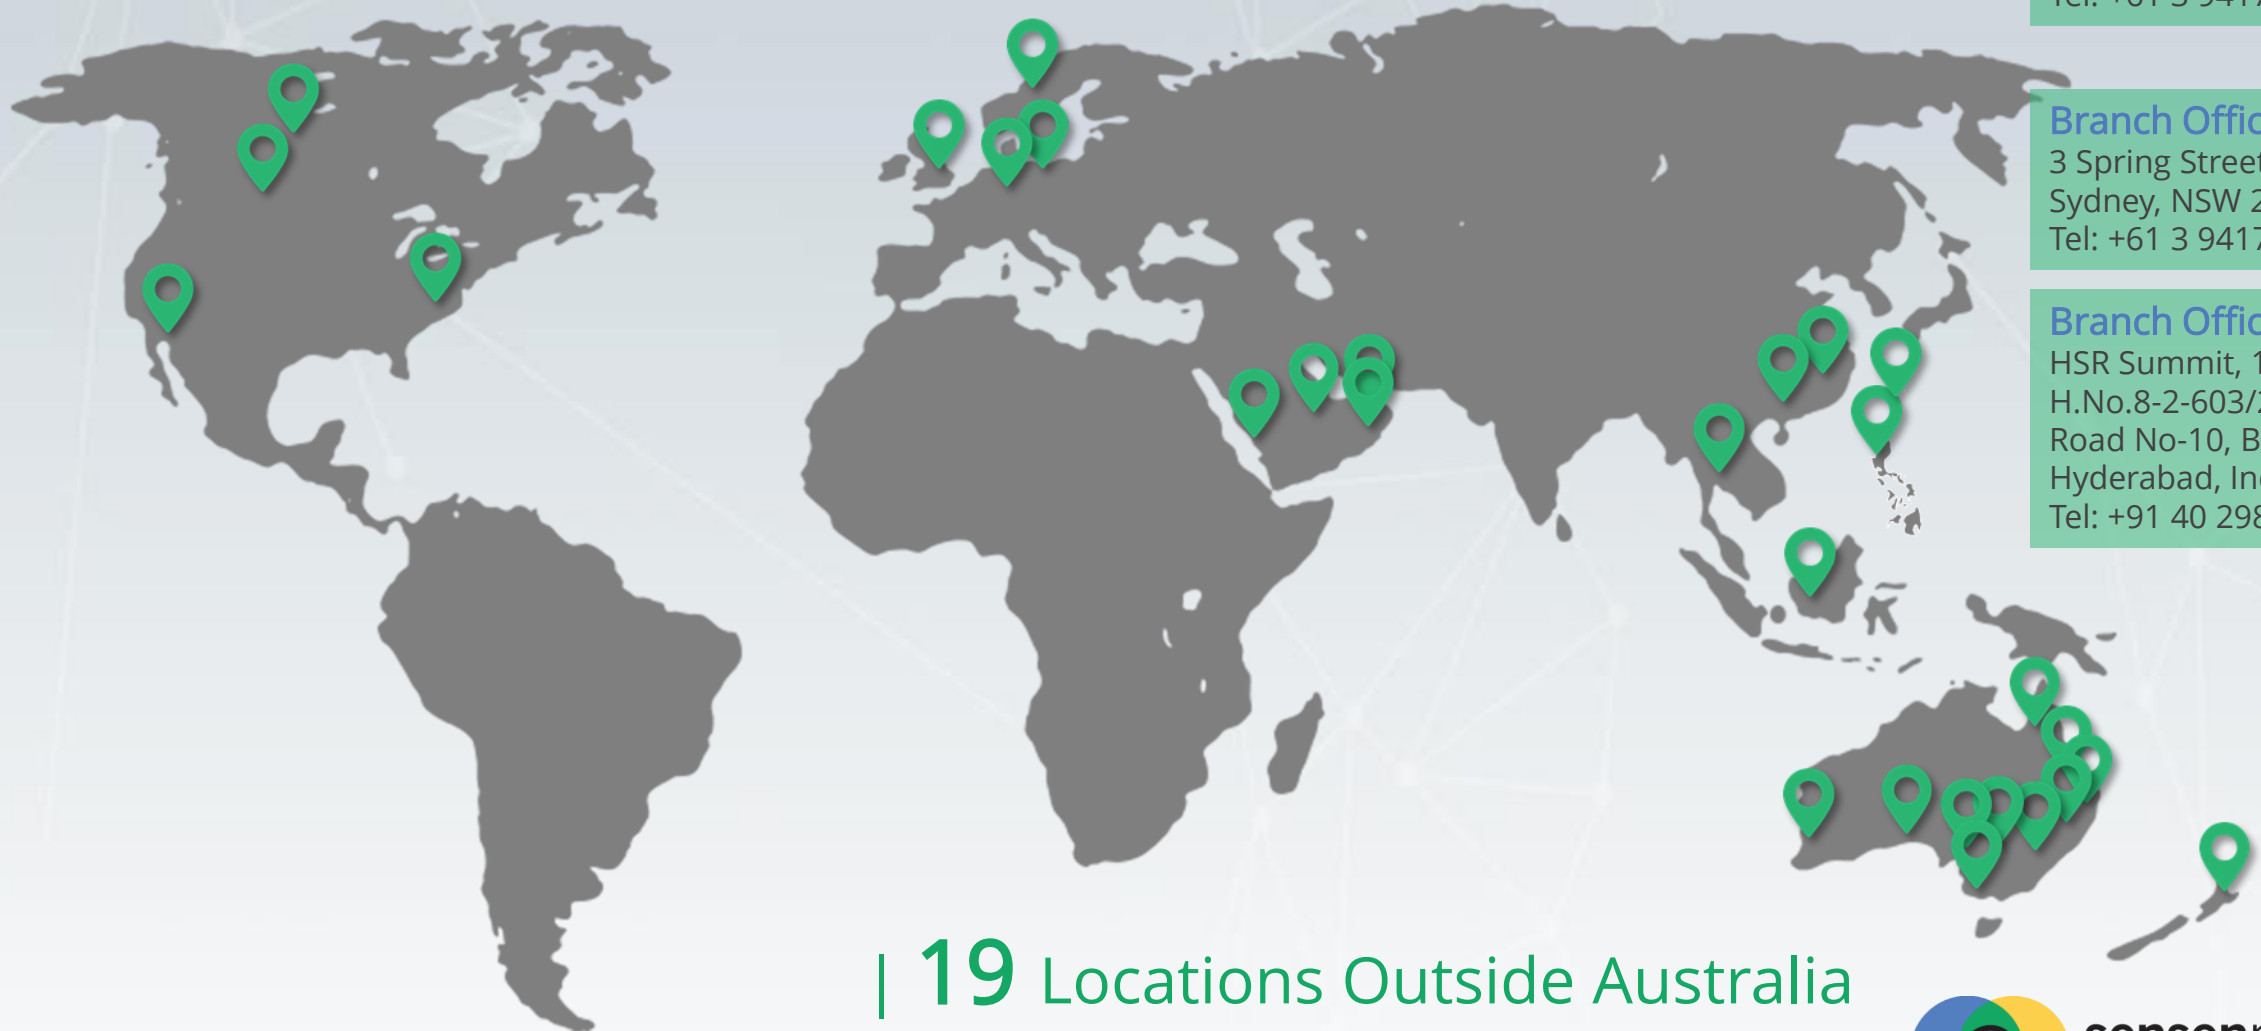 Branch Offic
3 Spring Street
Sydney, NSW 2
Tel: +61 3 9417
Branch Offic
HSR Summit, 1
H.No.8-2-603/2
Road No-10, B
Hyderabad, In
Tel: +91 40 298
| 19 Locations Outside Australia